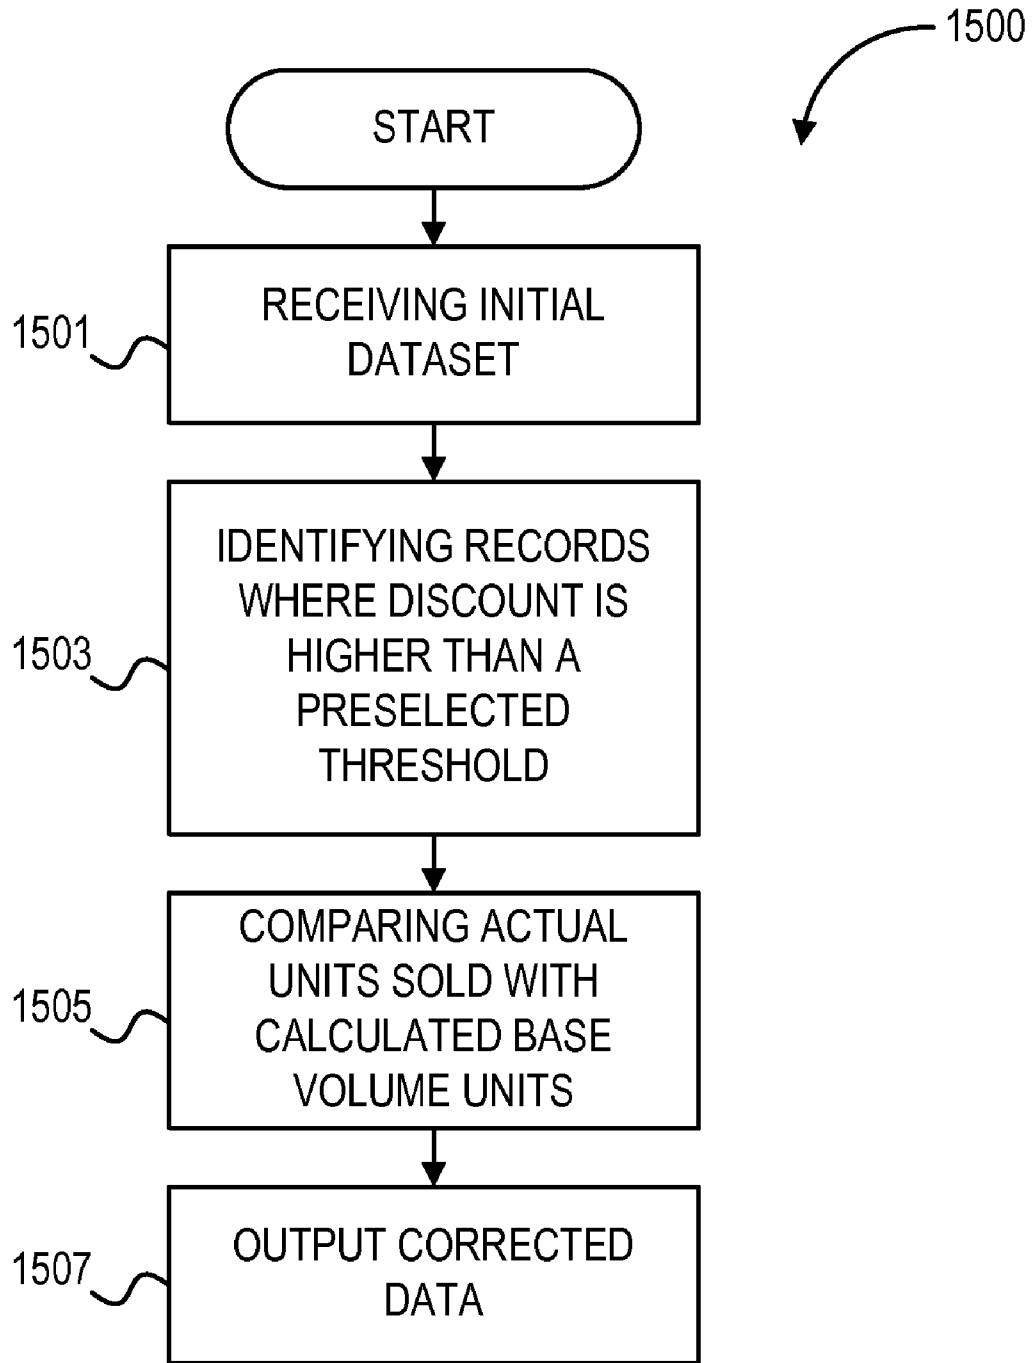 1500
START
1501
RECEIVING INITIAL
DATASET
1503
IDENTIFYING RECORDS
WHERE DISCOUNT IS
HIGHER THAN A
PRESELECTED
THRESHOLD
1505
COMPARING ACTUAL
UNITS SOLD WITH
CALCULATED BASE
VOLUME UNITS
1507
OUTPUT CORRECTED
DATA